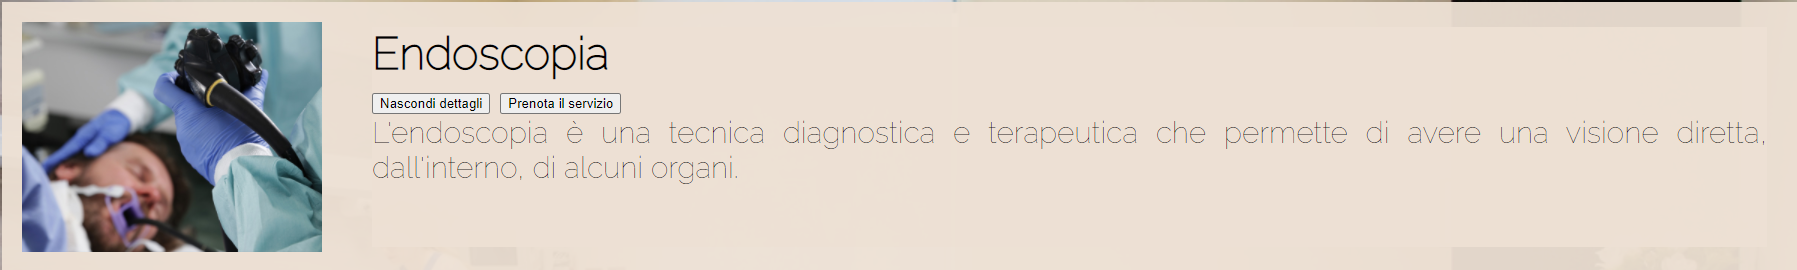 Endoscopia
Nascondi dettagli Prenota il servizio
L'endoscopia è una tecnica diagnostica e terapeutica che permette di avere una visione diretta,
dall'interno, di alcuni organi.